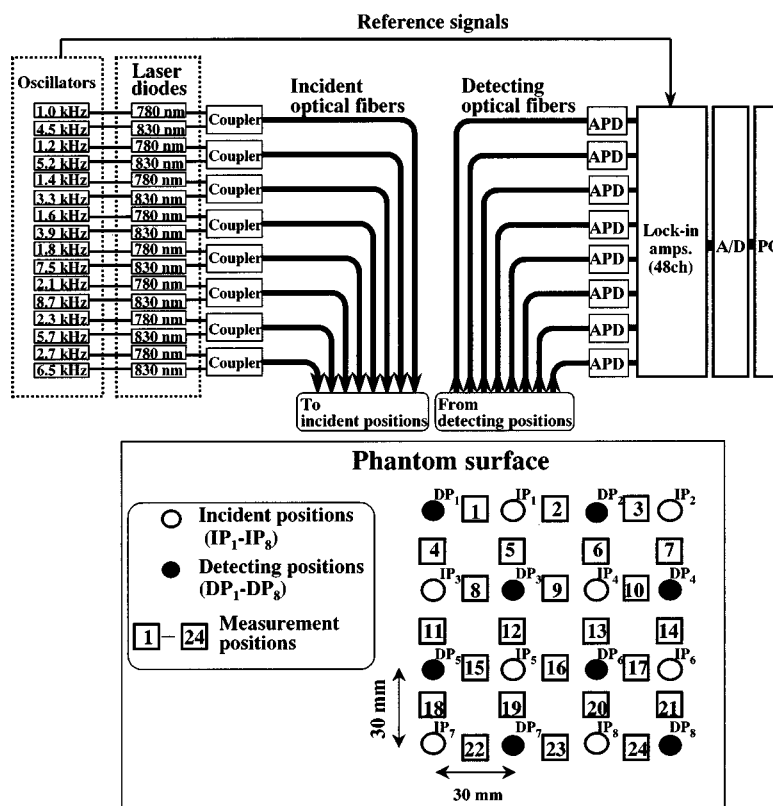 Reference signals
Oscillators
Laser
diodes
Incident
optical fibers
Detecting
optical fibers
1.0 kHz 780 nm
4.5 kHz 830 nm
Coupler
APD
1.2 kHz 780 nm
5.2 kHz 830 nm
Coupler
APD
1.4 kHz 780 nm
3.3 kHz 830 nm
Coupler
APD
1.6 kHz 780 nm
3.9 kHz 830 nm
Coupler
APD
1.8 kHz 780 nm
7.5 kHz 830 nm
Coupler
APD
2.1 kHz 780 nm
8.7 kHz 830 nm
Coupler
APD
2.3 kHz 780 nm
5.7 kHz 830 nm
Coupler
APD
2.7 kHz 780 nm
6.5 kHz 830 nm
Coupler
APD
Lock-in
amps.
(48ch)
A/D
To
incident positions
From
detecting positions
Phantom surface
Incident positions
(IP1-IP8)
Detecting positions
(DP1-DP8)
1 – 24 Measurement
positions
DP1 1 IP1 2 DP2 3 IP2
4 5 6 7
IP3 8 DP3 9 IP4 10 DP4
11 12 13 14
DP5 15 IP5 16 DP6 17 IP6
18 19 20 21
IP7 22 DP7 23 IP8 24 DP8
30 mm
30 mm